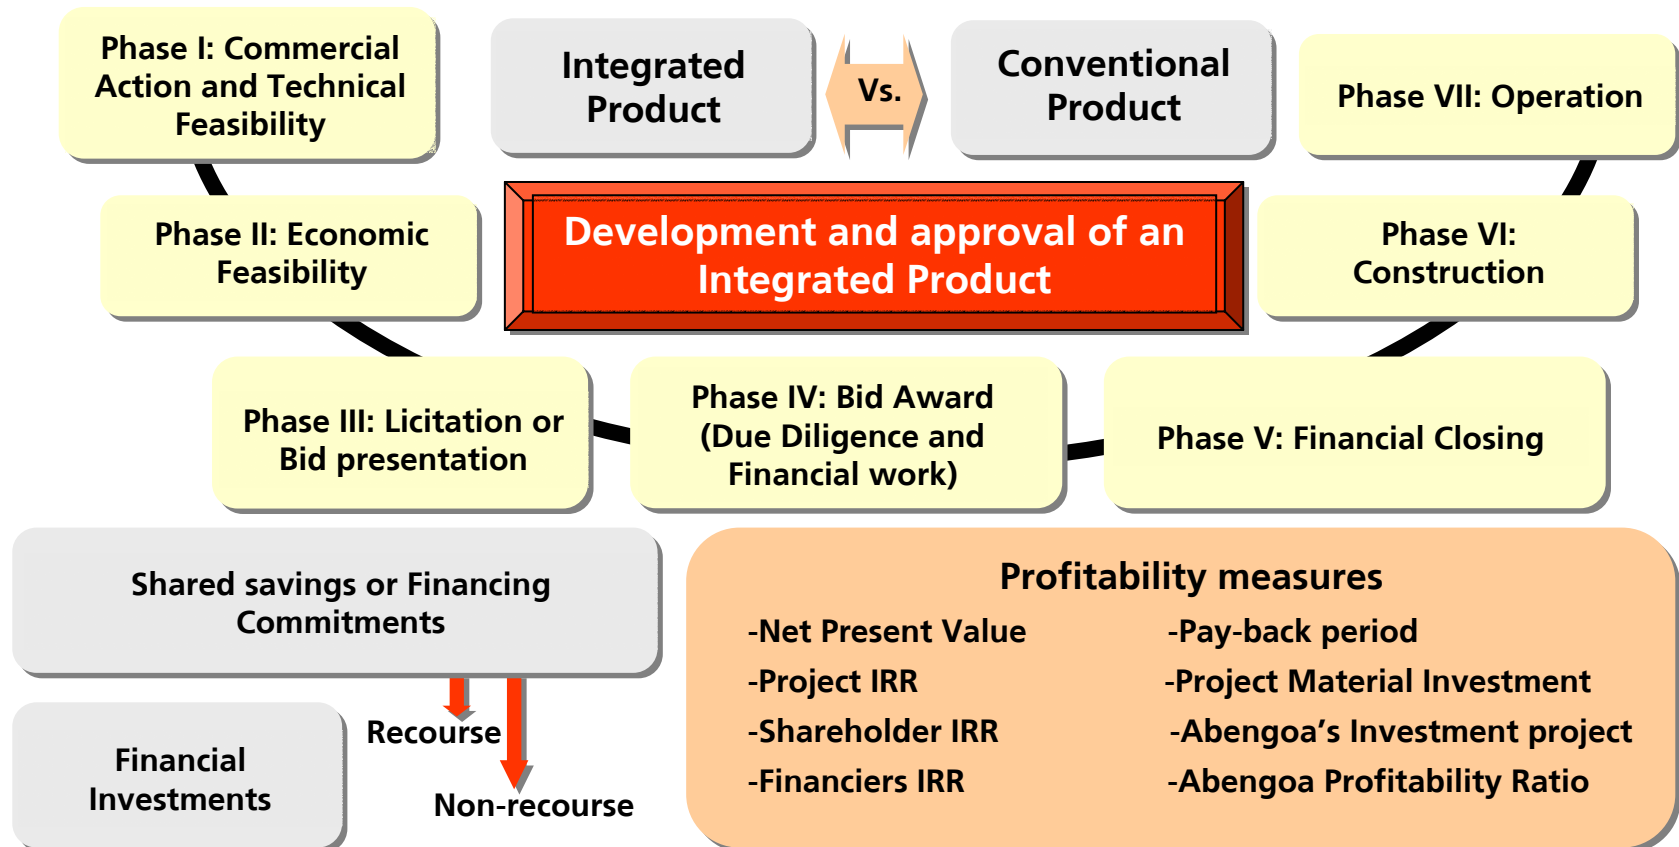 Phase I: Commercial
Action and Technical
Feasibility
Integrated
Product
Vs.
Conventional
Product
Phase VII: Operation
Phase II: Economic
Feasibility
Development and approval of an
Integrated Product
Phase VI:
Construction
Phase III: Licitation or
Bid presentation
Phase IV: Bid Award
(Due Diligence and
Financial work)
Phase V: Financial Closing
Shared savings or Financing
Commitments
Recourse
Non-recourse
Financial
Investments
Profitability measures
-Net Present Value
-Project IRR
-Shareholder IRR
-Financiers IRR
-Pay-back period
-Project Material Investment
-Abengoa’s Investment project
-Abengoa Profitability Ratio